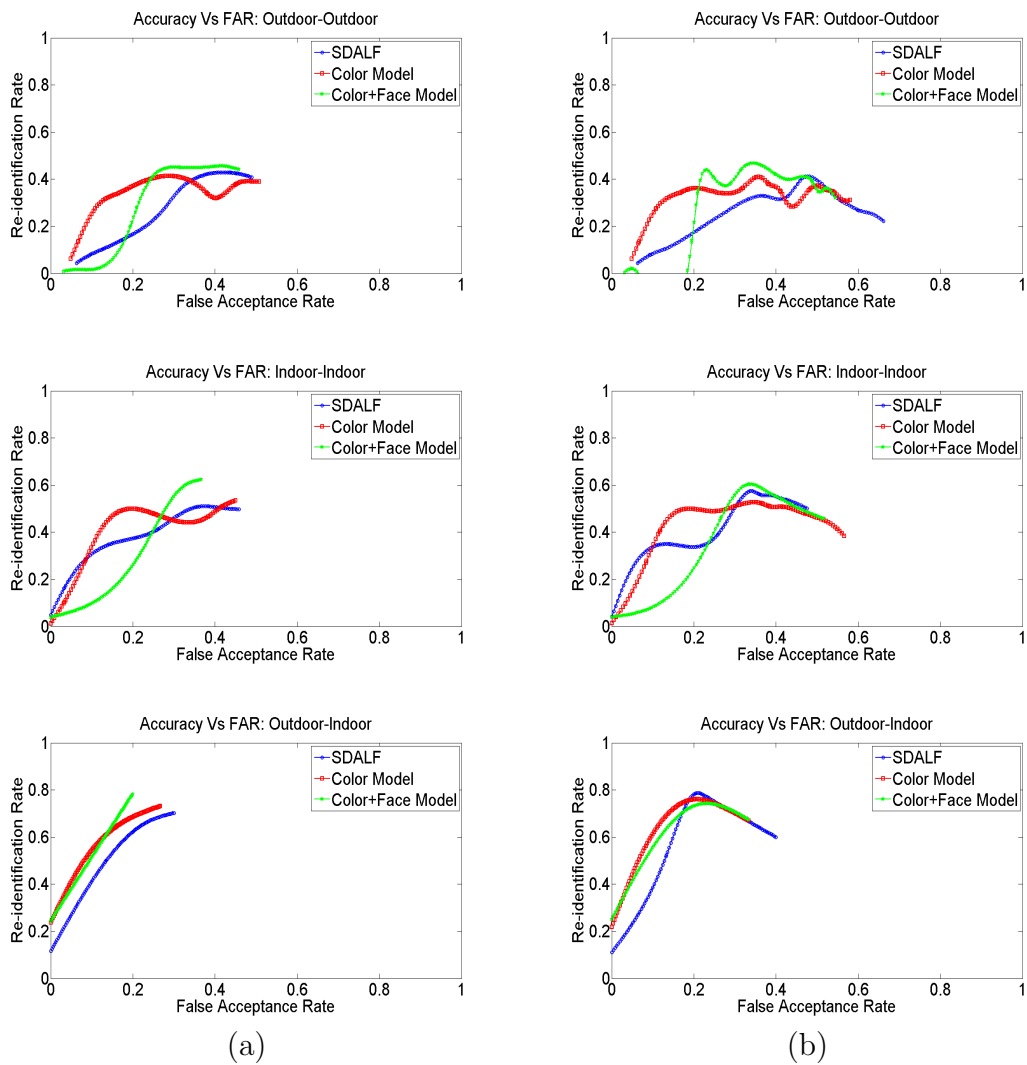 Accuracy Vs FAR: Outdoor-Outdoor
SDALF
Color Model
Color+Face Model
Re-identification Rate
1
0.8
0.6
0.4
0.2
0
0 0.2 0.4 0.6 0.8 1
False Acceptance Rate
Accuracy Vs FAR: Outdoor-Outdoor
SDALF
Color Model
Color+Face Model
Re-identification Rate
1
0.8
0.6
0.4
0.2
0
0 0.2 0.4 0.6 0.8 1
False Acceptance Rate
Accuracy Vs FAR: Indoor-Indoor
SDALF
Color Model
Color+Face Model
Re-identification Rate
1
0.8
0.6
0.4
0.2
0
0 0.2 0.4 0.6 0.8 1
False Acceptance Rate
Accuracy Vs FAR: Indoor-Indoor
SDALF
Color Model
Color+Face Model
Re-identification Rate
1
0.8
0.6
0.4
0.2
0
0 0.2 0.4 0.6 0.8 1
False Acceptance Rate
Accuracy Vs FAR: Outdoor-Indoor
SDALF
Color Model
Color+Face Model
Re-identification Rate
1
0.8
0.6
0.4
0.2
0
0 0.2 0.4 0.6 0.8 1
False Acceptance Rate
Accuracy Vs FAR: Outdoor-Indoor
SDALF
Color Model
Color+Face Model
Re-identification Rate
1
0.8
0.6
0.4
0.2
0
0 0.2 0.4 0.6 0.8 1
False Acceptance Rate
(a)
(b)